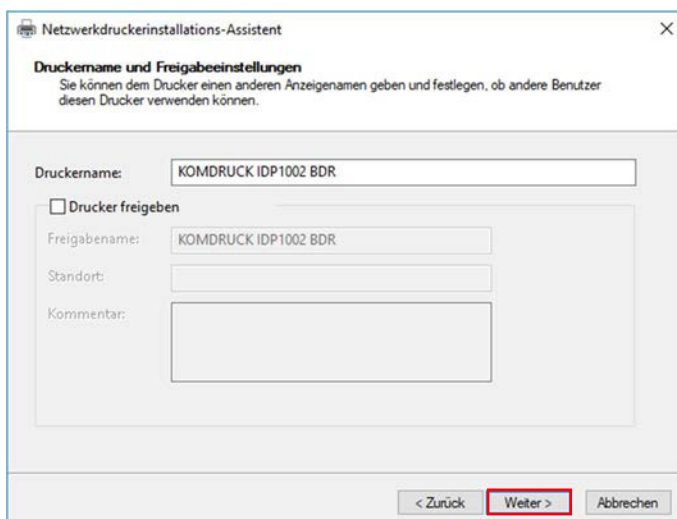 Netzwerkdruckerinstallations-Assistent
Druckername und Freigabeeinstellungen
Sie können dem Drucker einen anderen Anzeigenamen geben und festlegen, ob andere Benutzer
diesen Drucker verwenden können.
Druckername: KOMDRUCK IDP1002 BDR
Drucker freigeben
Freigabename: KOMDRUCK IDP1002 BDR
Standort:
Kommentar:
< Zurück Weiter > Abbrechen